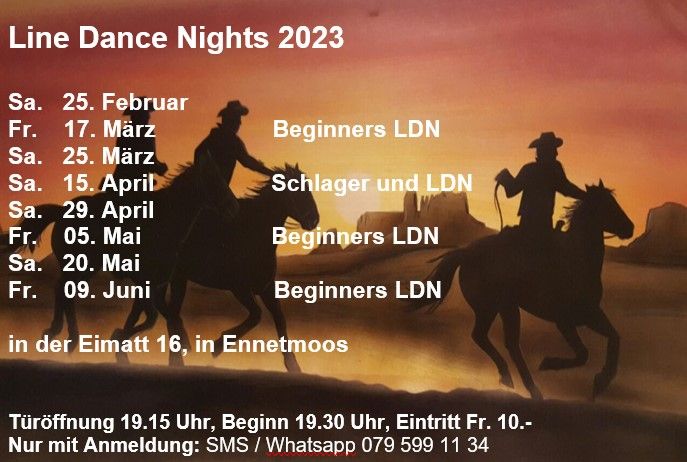 Line Dance Nights 2023
Sa. 25. Februar
Fr. 17. März Beginners LDN
Sa. 25. März
Sa. 15. April Schlager und LDN
Sa. 29. April
Fr. 05. Mai Beginners LDN
Sa. 20. Mai
Fr. 09. Juni Beginners LDN
in der Eimatt 16, in Ennetmoos
Türöffnung 19.15 Uhr, Beginn 19.30 Uhr, Eintritt Fr. 10.-
Nur mit Anmeldung: SMS / Whatsapp 079 599 11 34